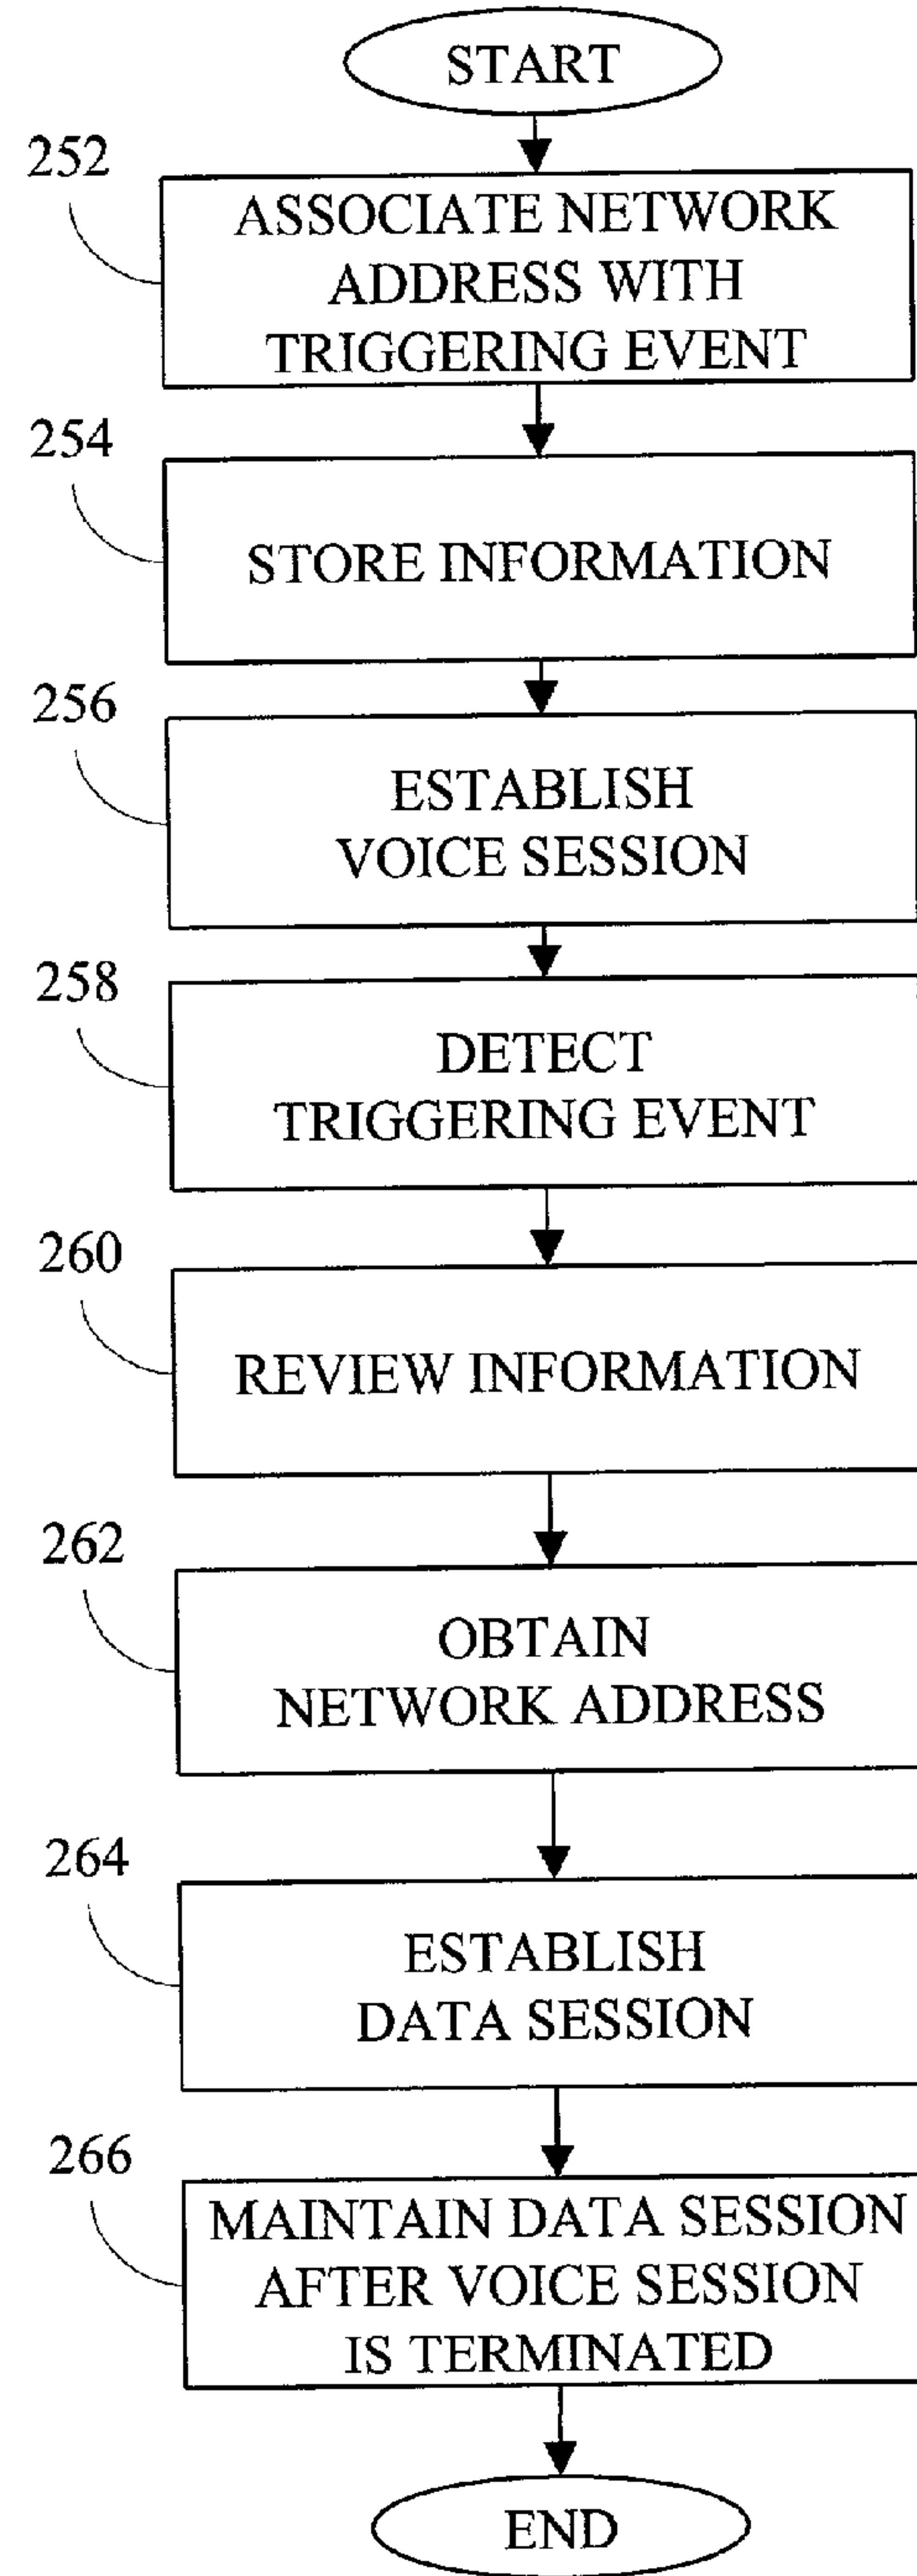 START
252
ASSOCIATE NETWORK
ADDRESS WITH
TRIGGERING EVENT
254
STORE INFORMATION
256
ESTABLISH
VOICE SESSION
258
DETECT
TRIGGERING EVENT
260
REVIEW INFORMATION
262
OBTAIN
NETWORK ADDRESS
264
ESTABLISH
DATA SESSION
266
MAINTAIN DATA SESSION
AFTER VOICE SESSION
IS TERMINATED
END